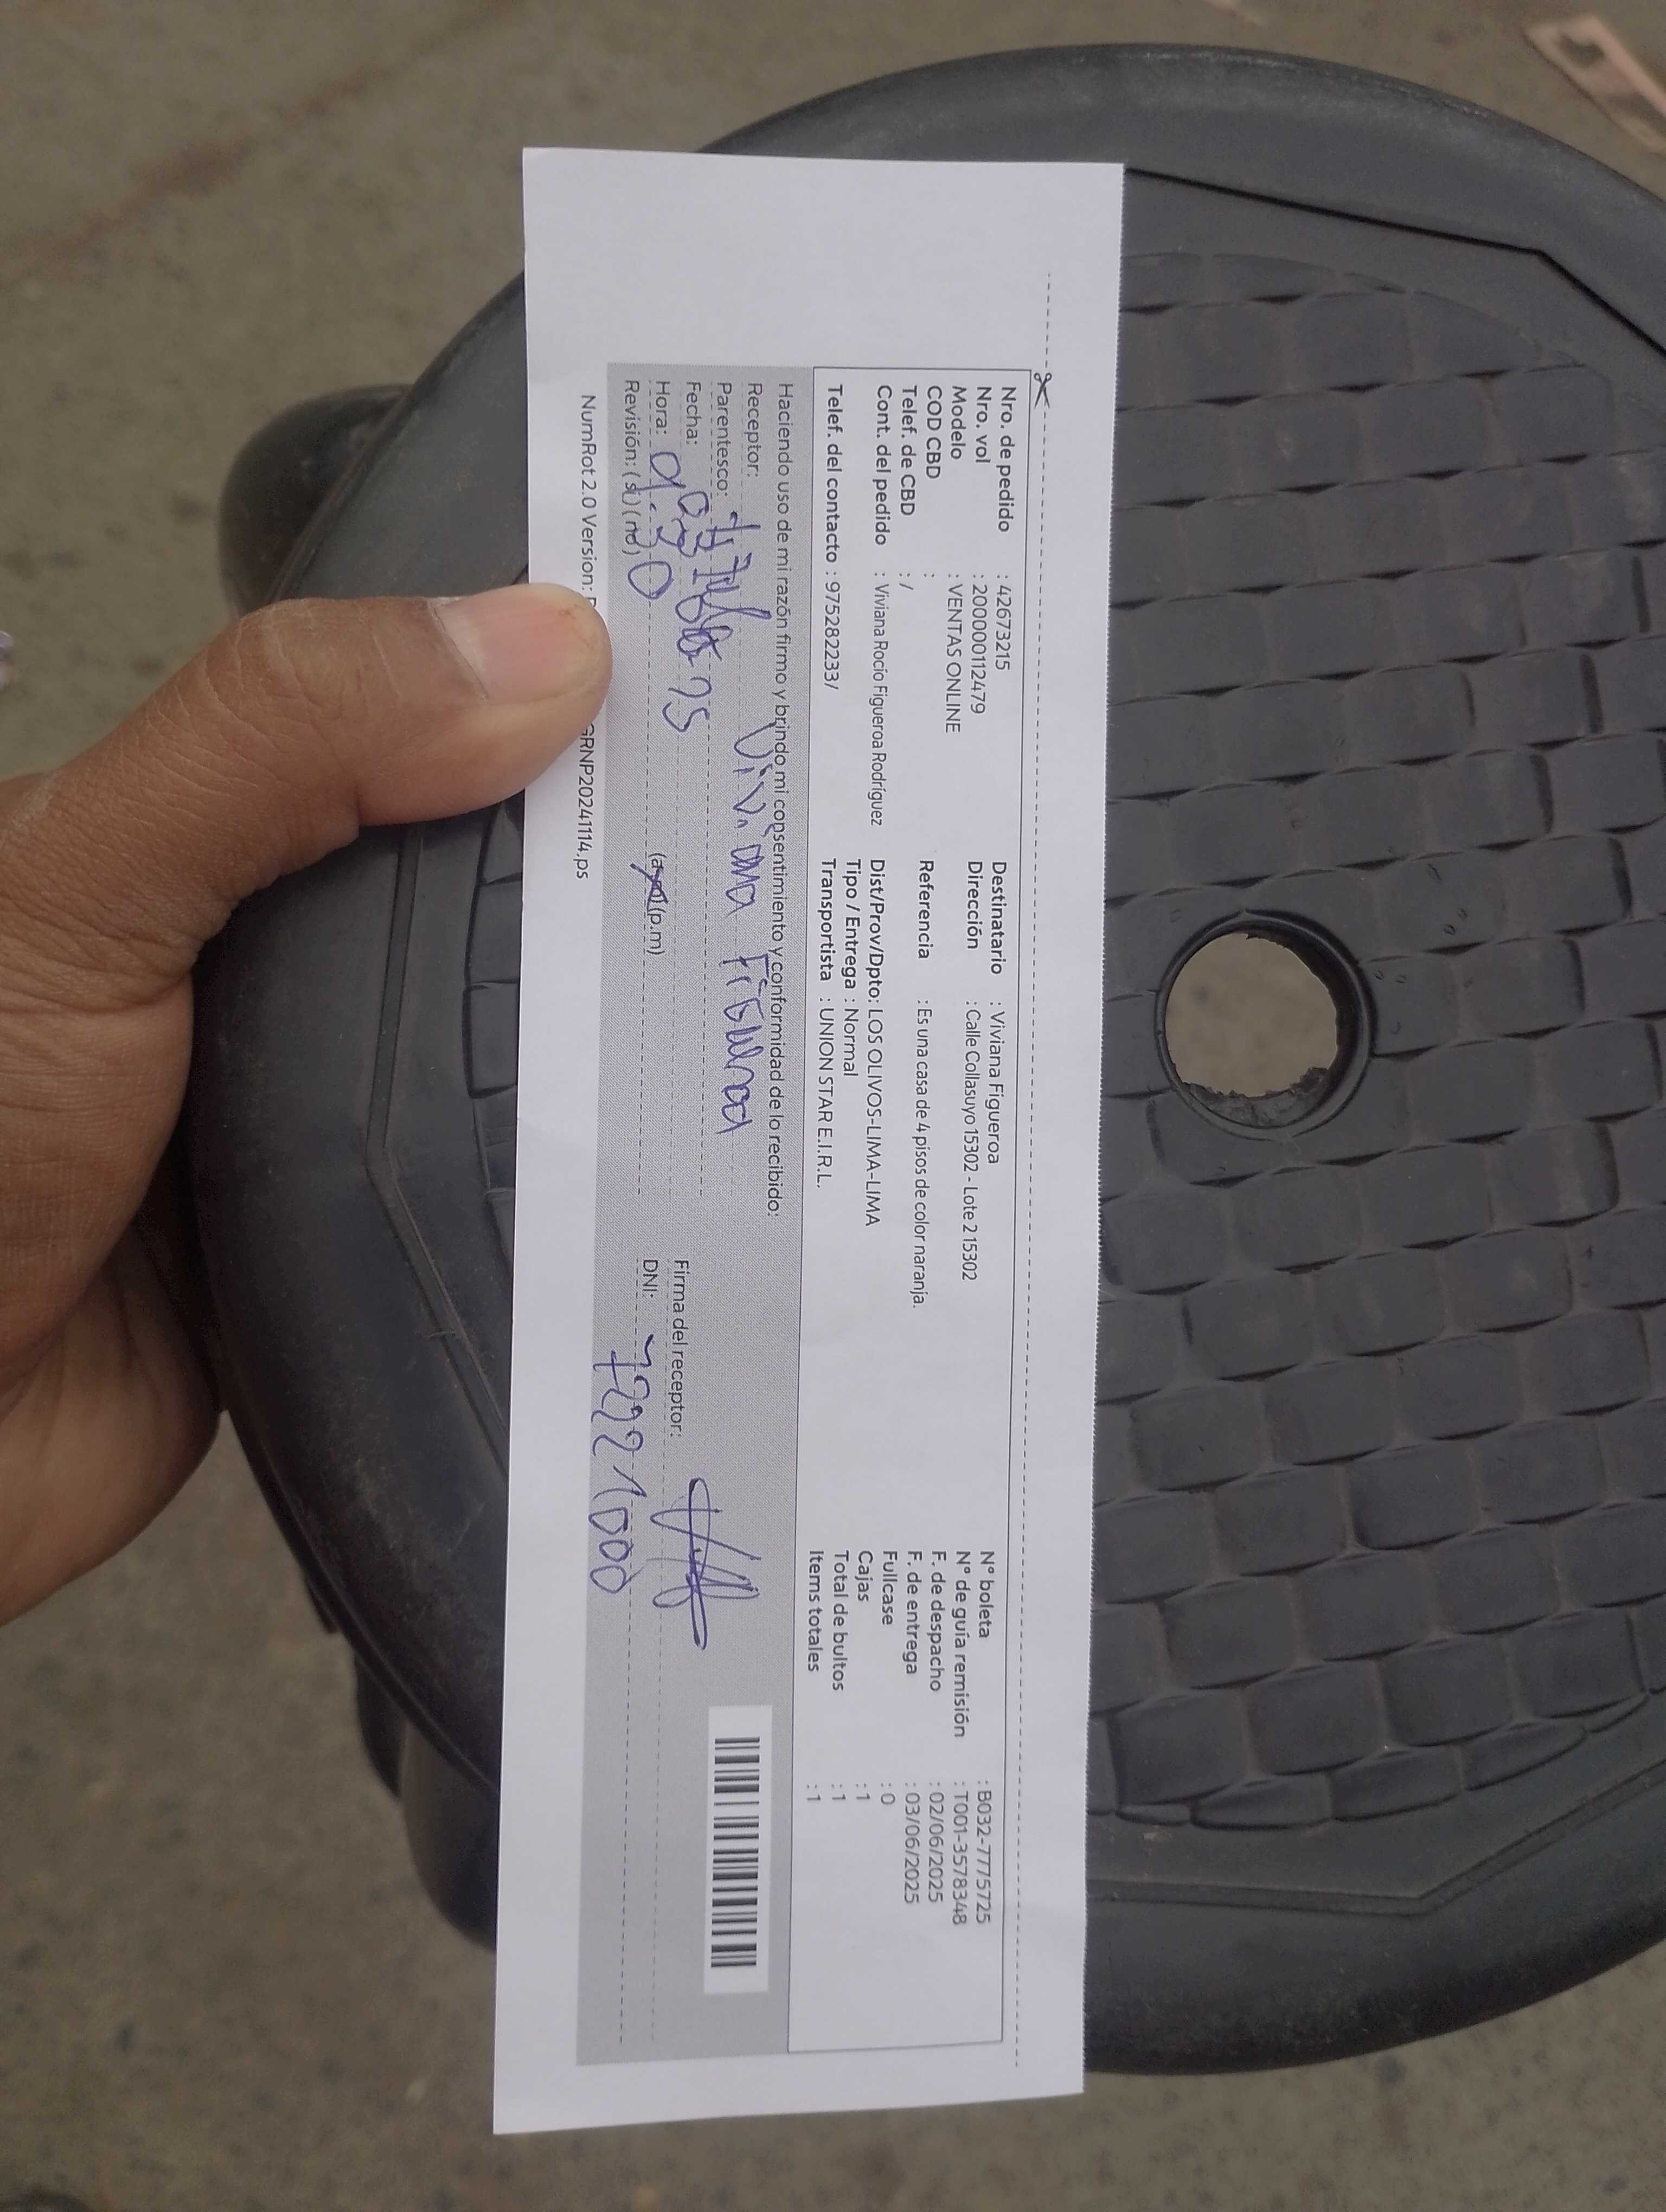 Nro. de pedido : 42673215
Nro. vol : 2000000112479
Modelo : VENTAS ONLINE
COD CBD :
Telef. de CBD : /
Cont. del pedido : Viviana Rocío Figueroa Rodríguez
Telef. del contacto : 975282233/
Destinatario : Viviana Figueroa
Dirección : Calle Collasuyo 15302 - Lote 2 15302
Referencia : Es una casa de 4 pisos de color naranja.
Dist/Prov/Dpto: LOS OLIVOS-LIMA-LIMA
Tipo / Entrega : Normal
Transportista : UNION STAR E.I.R.L.
N° boleta : B032-7775725
N° de guía remisión : T001-3578348
F. de despacho : 02/06/2025
F. de entrega : 03/06/2025
Fullcase : 0
Cajas : 1
Total de bultos : 1
Items totales : 1
Haciendo uso de mi razón firmo y brindo mi consentimiento y conformidad de lo recibido:
Receptor: Viviana Figueroa
Parentesco:
Fecha:
Hora: 9:30 (p.m)
Revisión: (si) (no)
Firma del receptor:
DNI: 72921000
NumRot 2.0 Version: GRNP20241114.ps